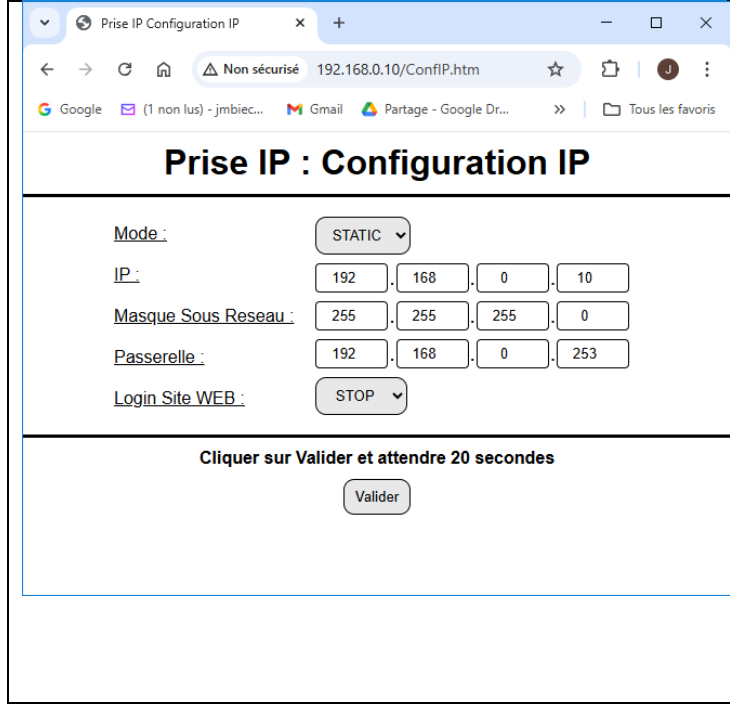 Prise IP Configuration IP
Non sécurisé 192.168.0.10/ConfIP.htm J
Google (1 non lus) - jmbiec... Gmail Partage - Google Dr... » Tous les favoris
Prise IP : Configuration IP
Mode : STATIC
IP : 192 . 168 . 0 . 10
Masque Sous Reseau : 255 . 255 . 255 . 0
Passerelle : 192 . 168 . 0 . 253
Login Site WEB : STOP
Cliquer sur Valider et attendre 20 secondes
Valider